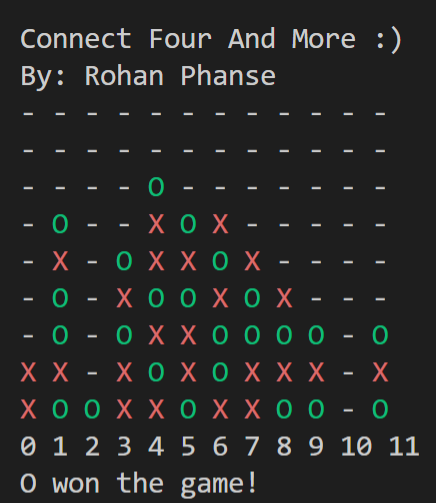 Connect Four And More :)
By: Rohan Phanse
- - - - - - - - - - - -
- - - - - - - - - - - -
- - - - O - - - - - - -
- O - - X O X - - - - -
- X - O X X O X - - - -
- O - X O O X O X - - -
- O - O X X O O O O - O
X X - X O X O X X X - X
X O O X X O X X O O - O
0 1 2 3 4 5 6 7 8 9 10 11
O won the game!